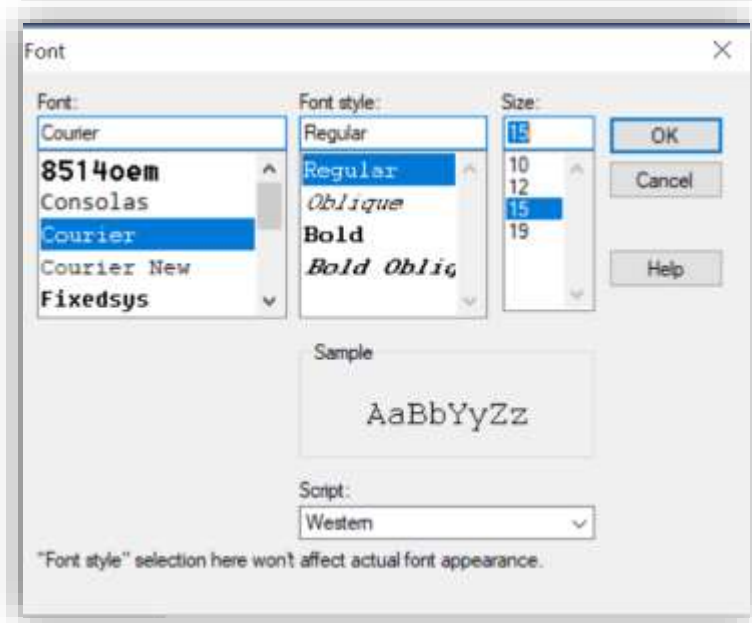 Font
Font:
Courier
8514oem
Consolas
Courier
Courier New
Fixedsys
Font style:
Regular
Regular
Oblique
Bold
Bold Obliq
Size:
15
10
12
15
19
OK
Cancel
Help
Sample
AaBbYyZz
Script:
Western
"Font style" selection here won't affect actual font appearance.